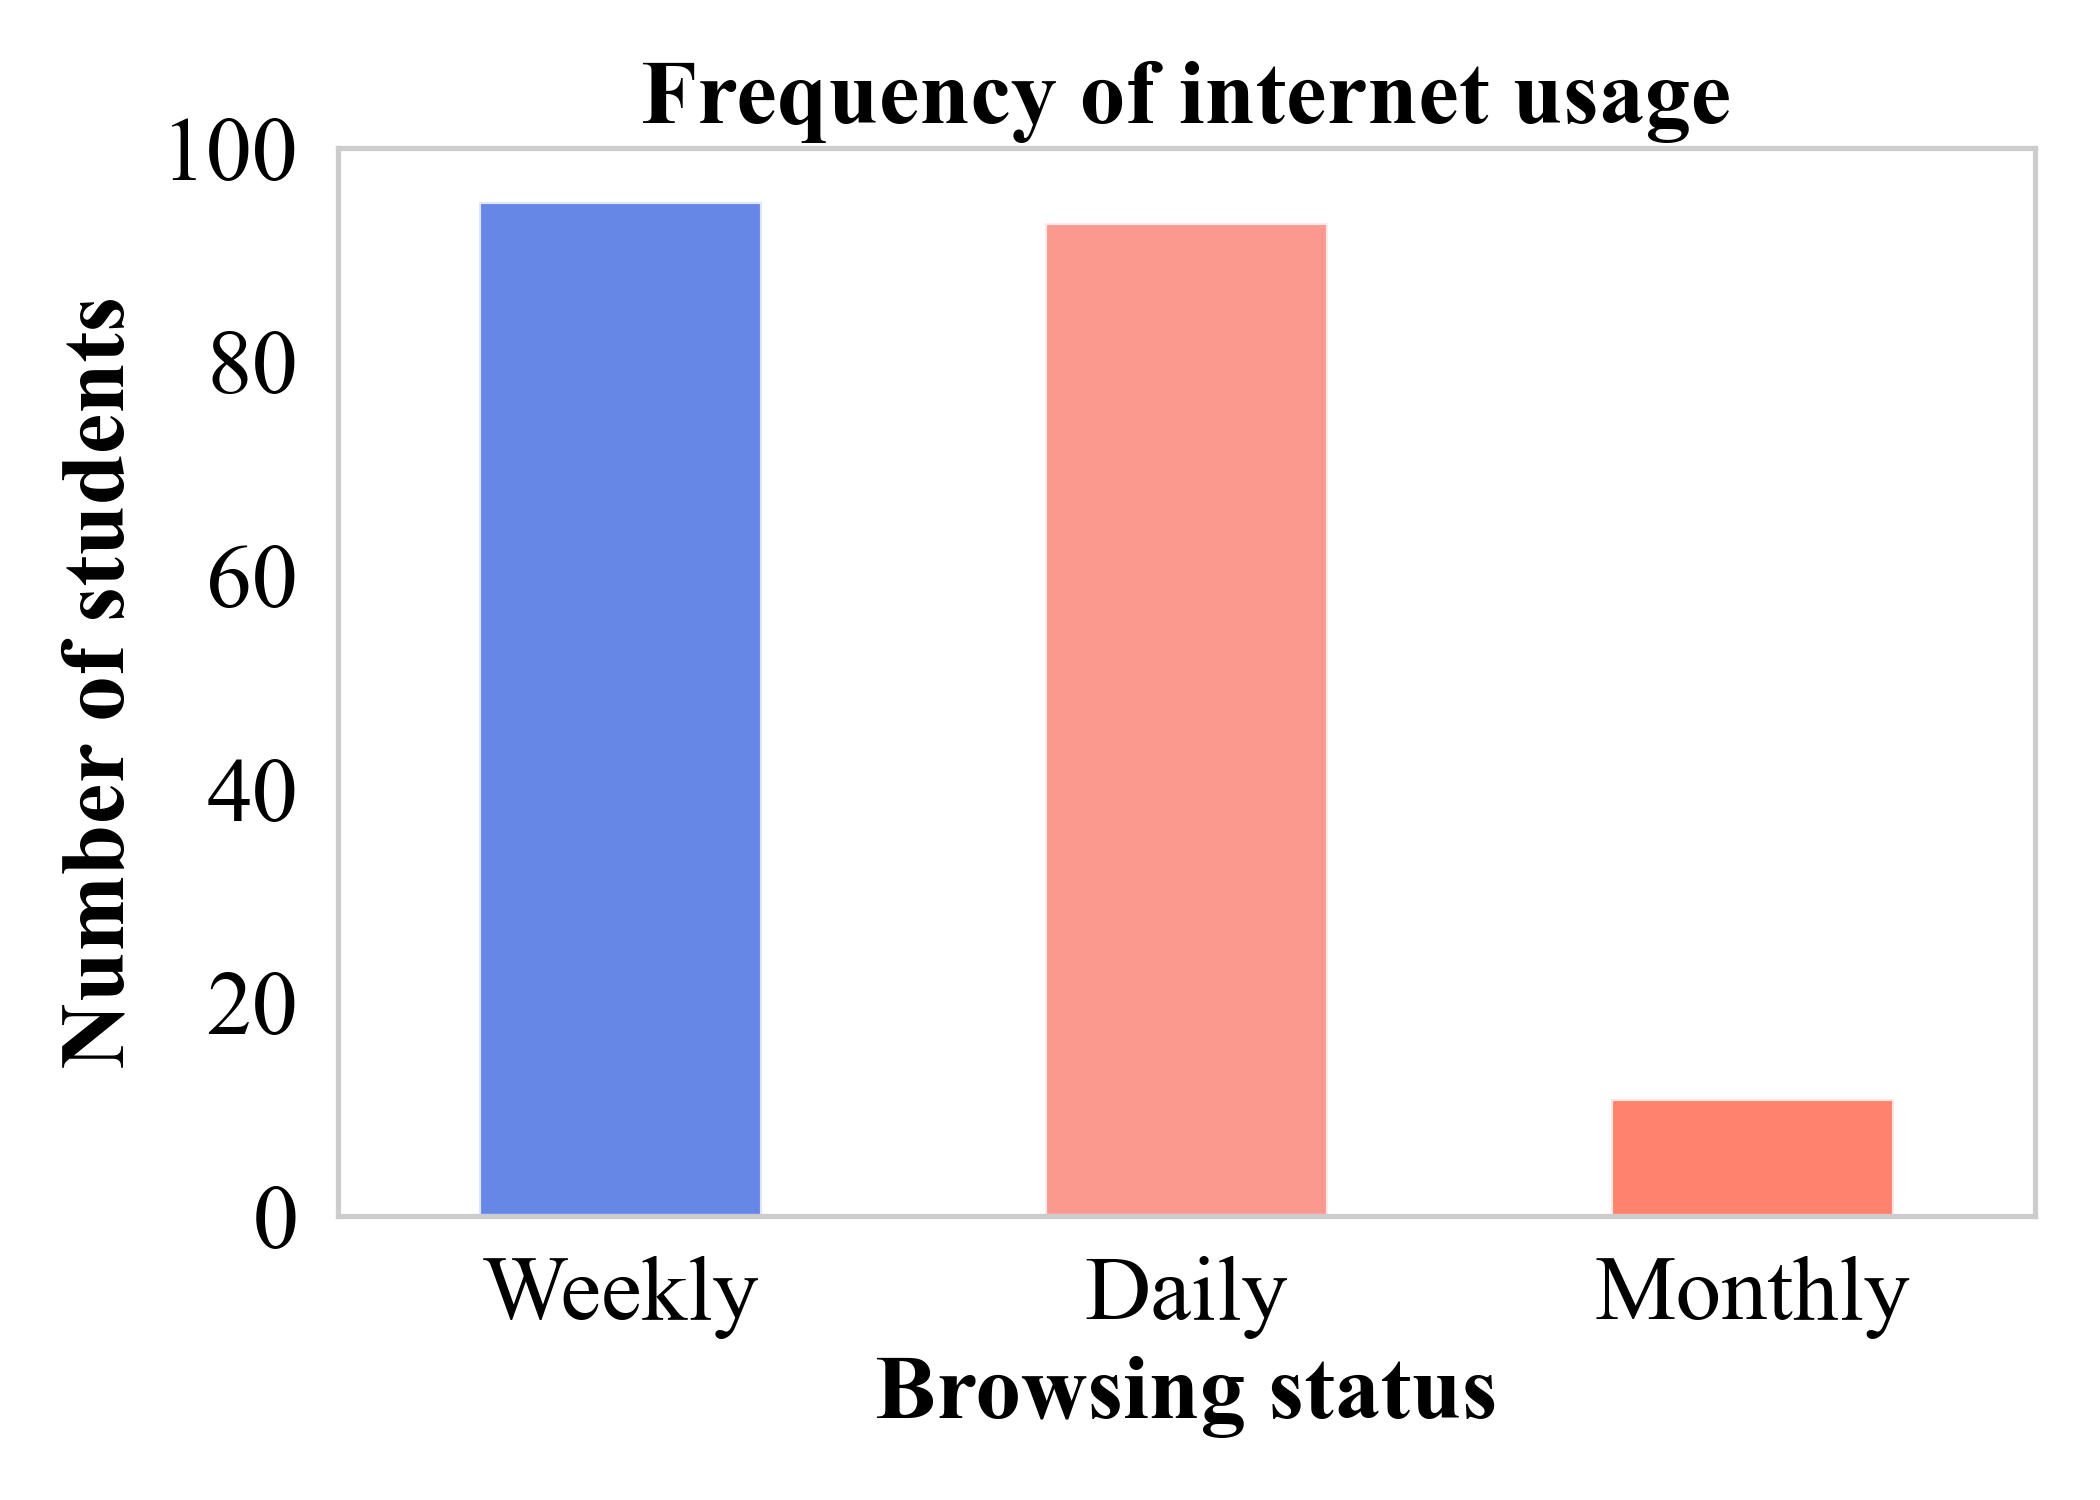 Frequency of internet usage
100
80
60
40
20
0
Number of students
Weekly Daily Monthly
Browsing status